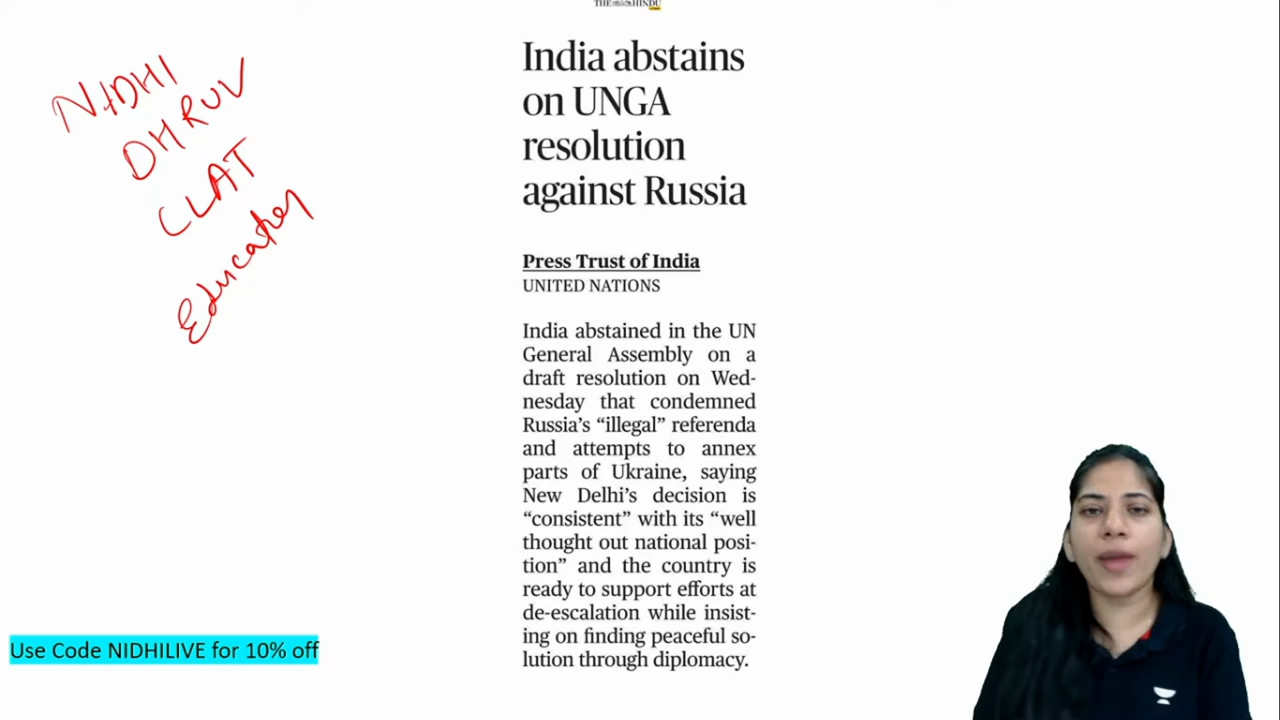 THE HINDU
India abstains
on UNGA
resolution
against Russia
Press Trust of India
UNITED NATIONS
India abstained in the UN
General Assembly on a
draft resolution on Wed-
nesday that condemned
Russia's “illegal” referenda
and attempts to annex
parts of Ukraine, saying
New Delhi's decision is
“consistent” with its “well
thought out national posi-
tion” and the country is
ready to support efforts at
de-escalation while insist-
ing on finding peaceful so-
lution through diplomacy.
NIDHI
DHRUV
CLAT
Use Code NIDHILIVE for 10% off